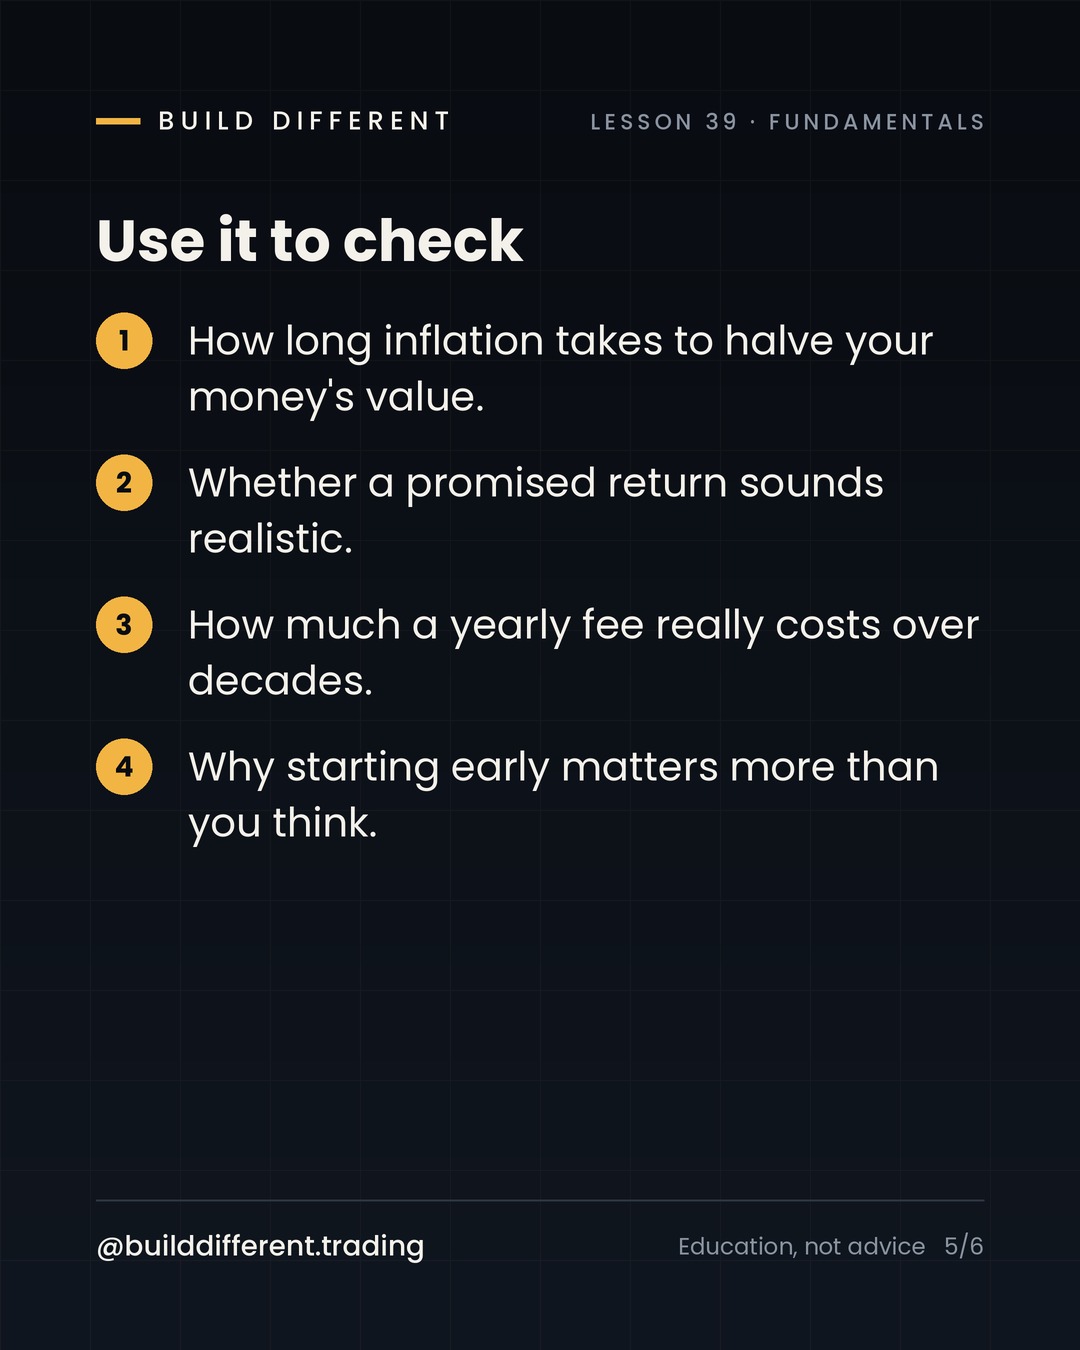 BUILD DIFFERENT
LESSON 39 · FUNDAMENTALS
Use it to check
1 How long inflation takes to halve your
money's value.
2 Whether a promised return sounds
realistic.
3 How much a yearly fee really costs over
decades.
4 Why starting early matters more than
you think.
@builddifferent.trading
Education, not advice 5/6